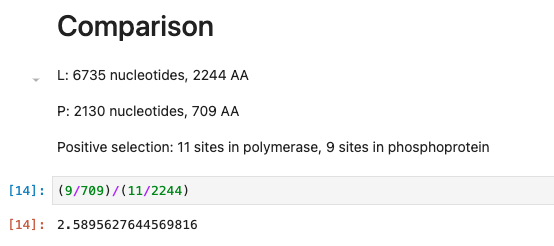 Comparison
L: 6735 nucleotides, 2244 AA
P: 2130 nucleotides, 709 AA
Positive selection: 11 sites in polymerase, 9 sites in phosphoprotein
[14]: (9/709)/(11/2244)
[14]: 2.5895627644569816